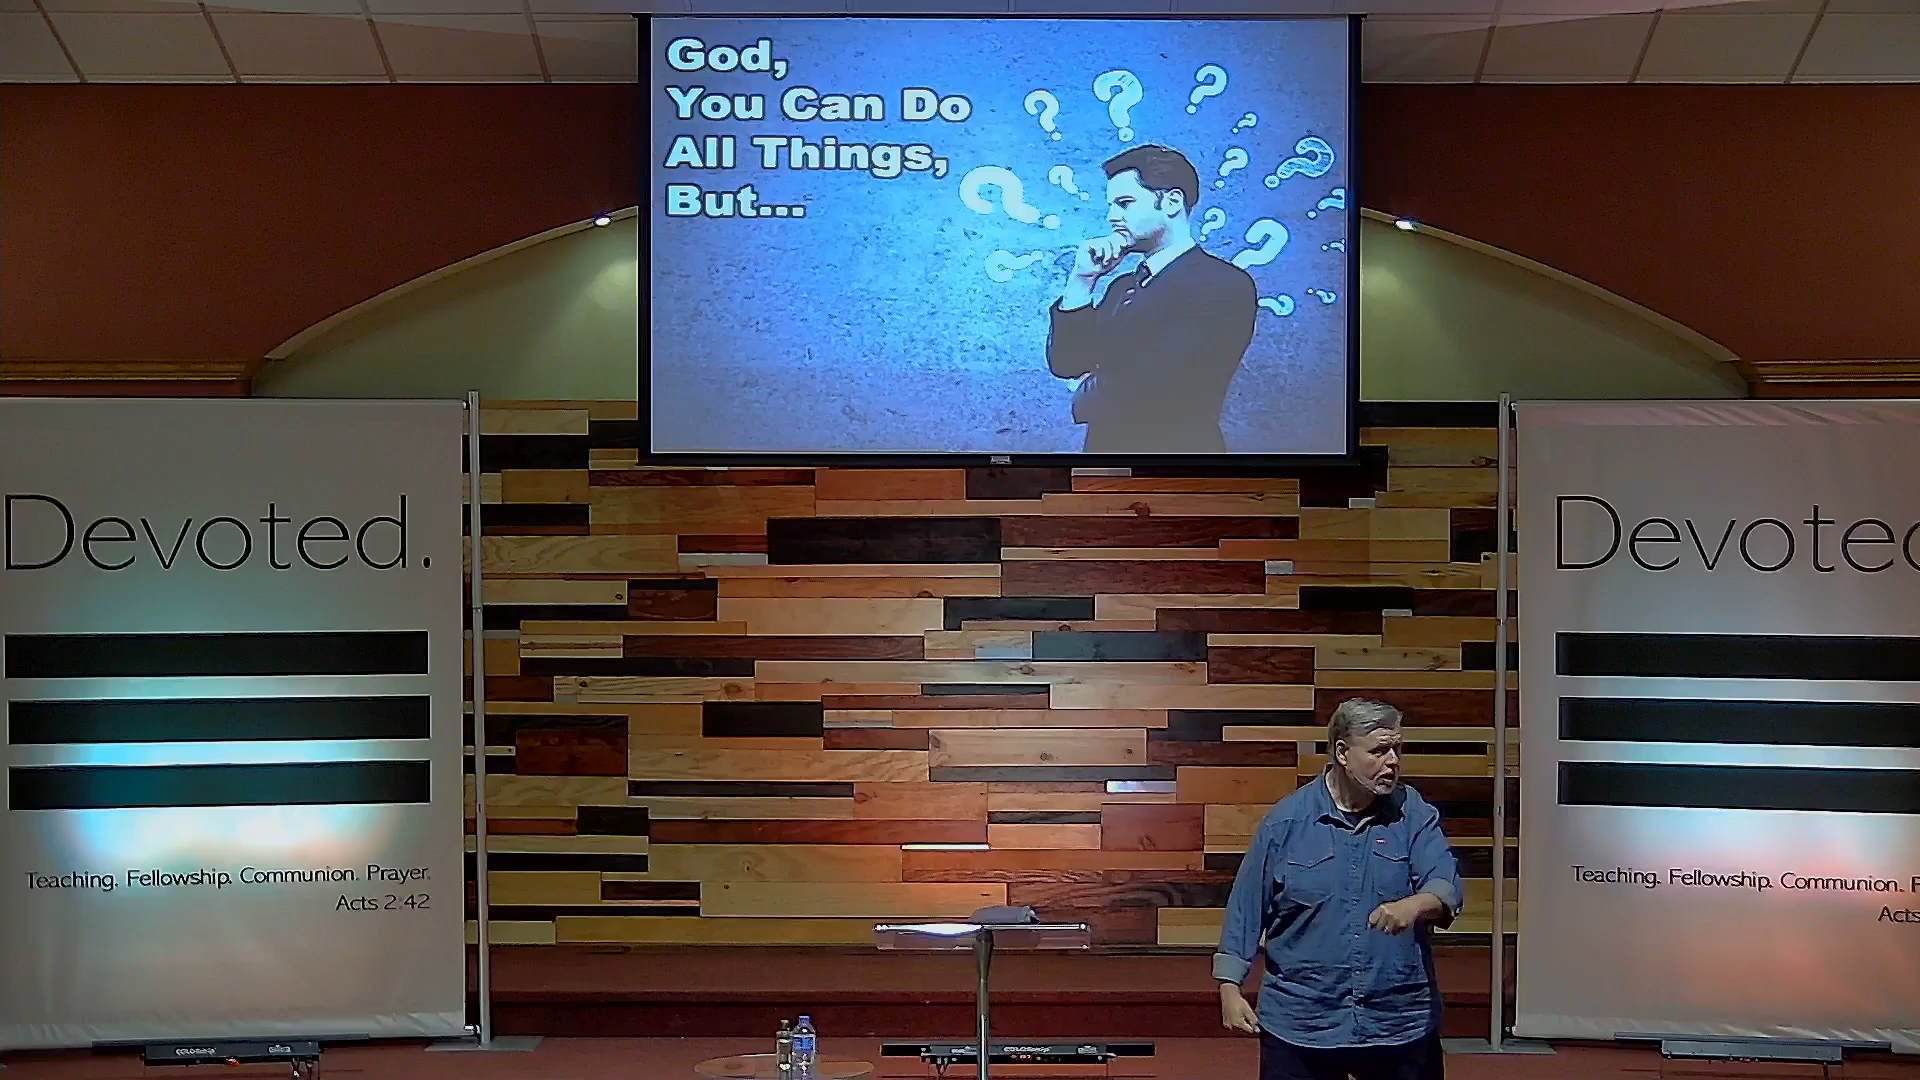 God,
You Can Do
All Things,
But...
Devoted.
Teaching. Fellowship. Communion. Prayer.
Acts 2:42
Devoted
Teaching. Fellowship. Communion. P
Acts